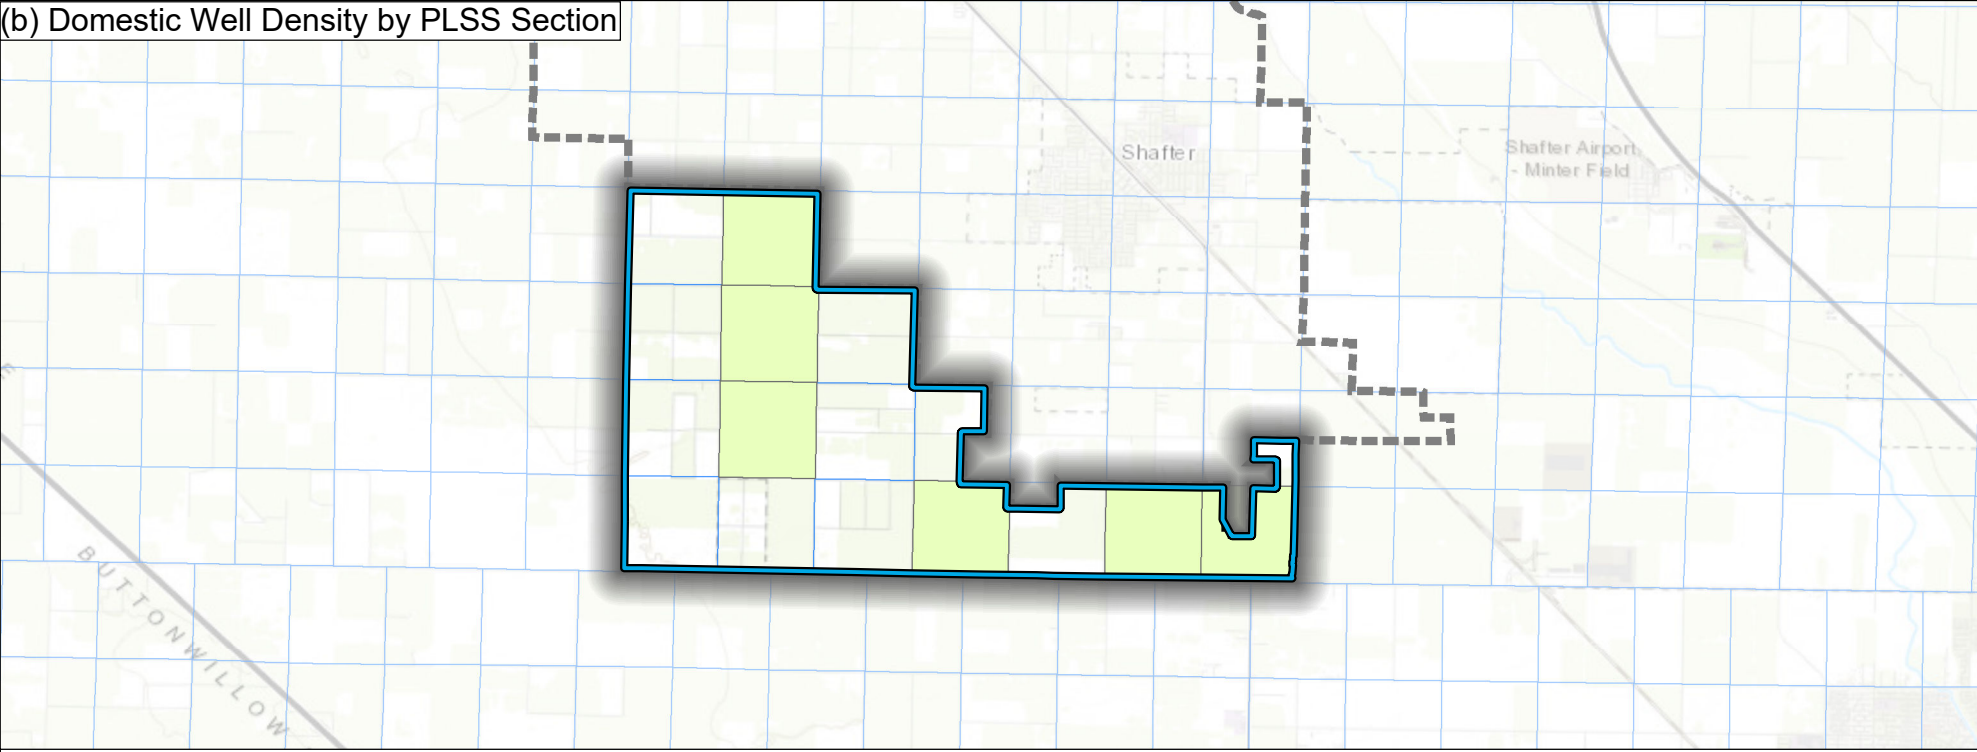 (b) Domestic Well Density by PLSS Section
Shafter
Shafter Airport
- Minter Field
E
BUTTONWILLOW